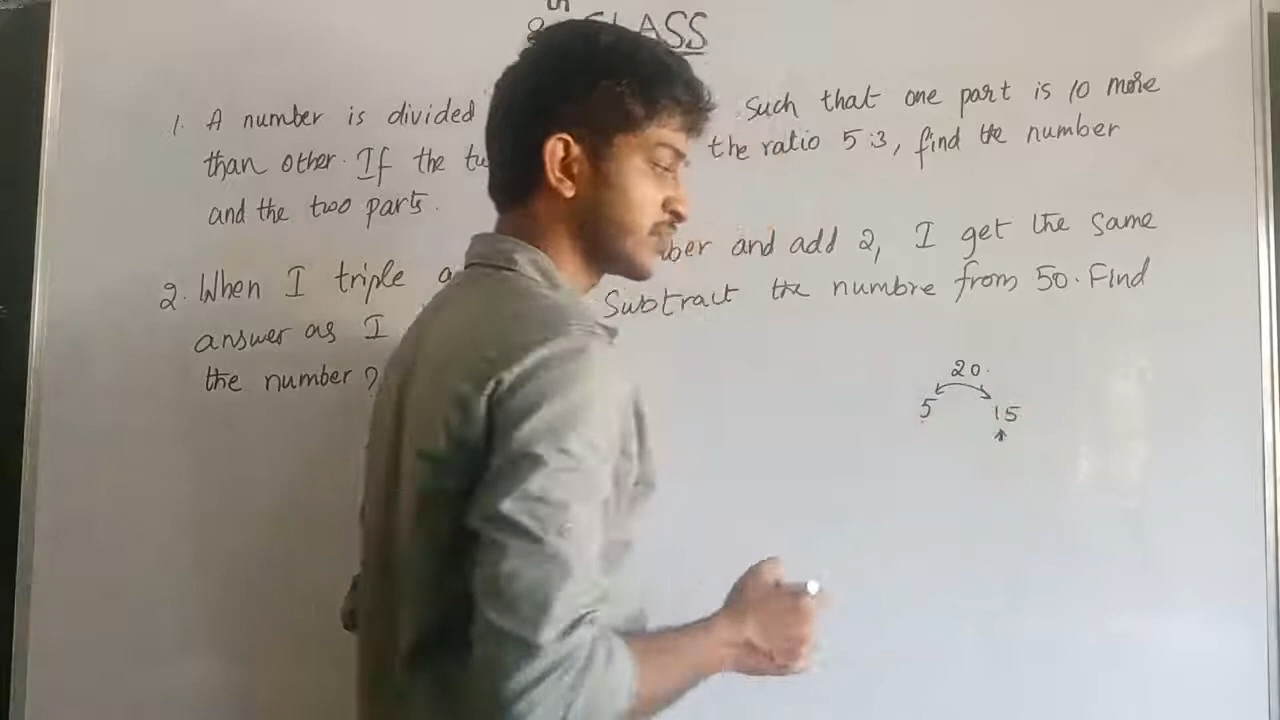 8th CLASS
1. A number is divided such that one part is 10 more
than other. If the the ratio 5:3, find the number
and the two parts.
2. When I triple and add 2, I get the same
answer as I Subtract the numbre from 50. Find
the number?
20.
5 15